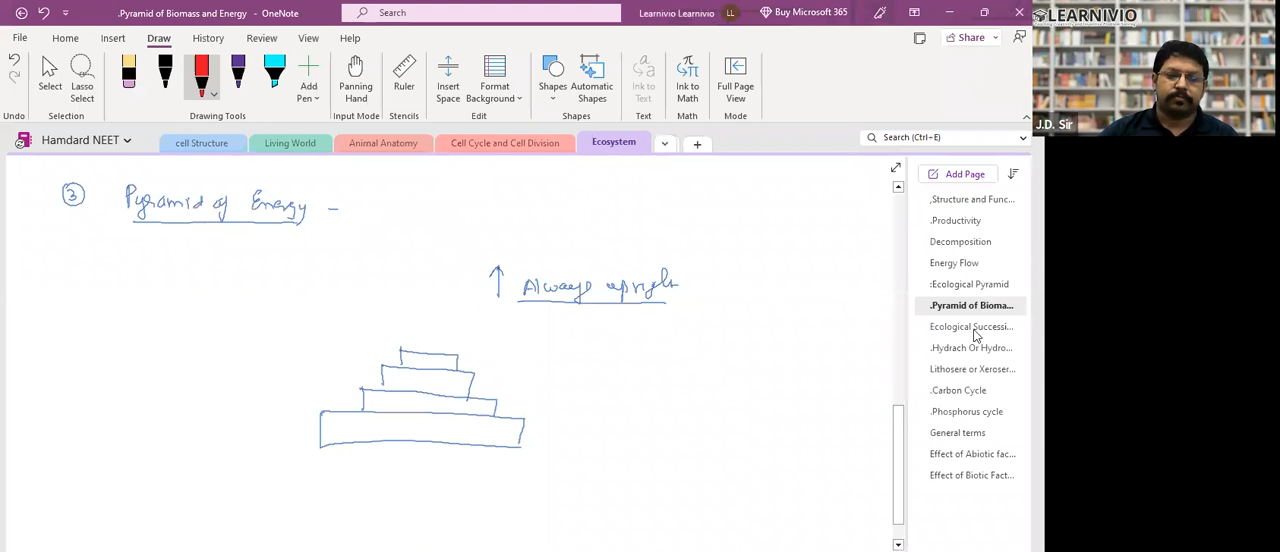 .Pyramid of Biomass and Energy - OneNote
Search
Learnivio Learnivio
LL
Buy Microsoft 365
LEARNIVIO
File Home Insert Draw History Review View Help
Share
Select
Lasso Select
Add Pen
Panning Hand
Ruler
Insert Space
Format Background
Shapes
Automatic Shapes
Ink to Text
Ink to Math
Full Page View
Undo Selection Drawing Tools Input Mode Stencils Edit Shapes Convert Mode
J.D. Sir
Hamdard NEET
cell Structure
Living World
Animal Anatomy
Cell Cycle and Cell Division
Ecosystem
Search (Ctrl+E)
Add Page
③ Pyramid of Energy -
↑ Always upright
,Structure and Func...
.Productivity
Decomposition
Energy Flow
:Ecological Pyramid
.Pyramid of Bioma...
Ecological Successi...
.Hydrach Or Hydro...
Lithosere or Xeroser...
.Carbon Cycle
.Phosphorus cycle
General terms
Effect of Abiotic fac...
Effect of Biotic Fact...